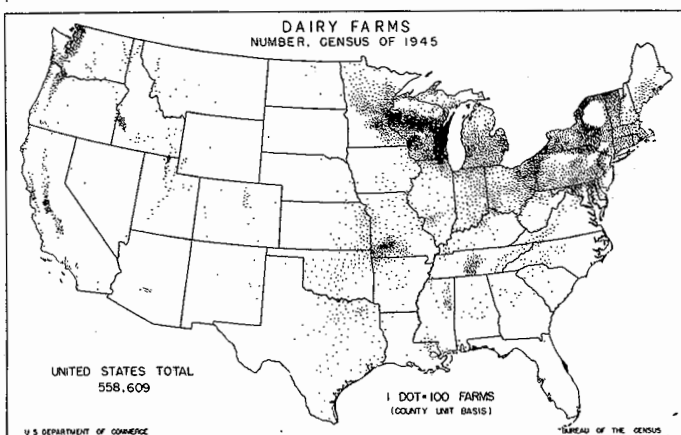 DAIRY FARMS
NUMBER, CENSUS OF 1945
UNITED STATES TOTAL
558,609
1 DOT=100 FARMS
(COUNTY UNIT BASIS)
U S DEPARTMENT OF COMMERCE
BUREAU OF THE CENSUS